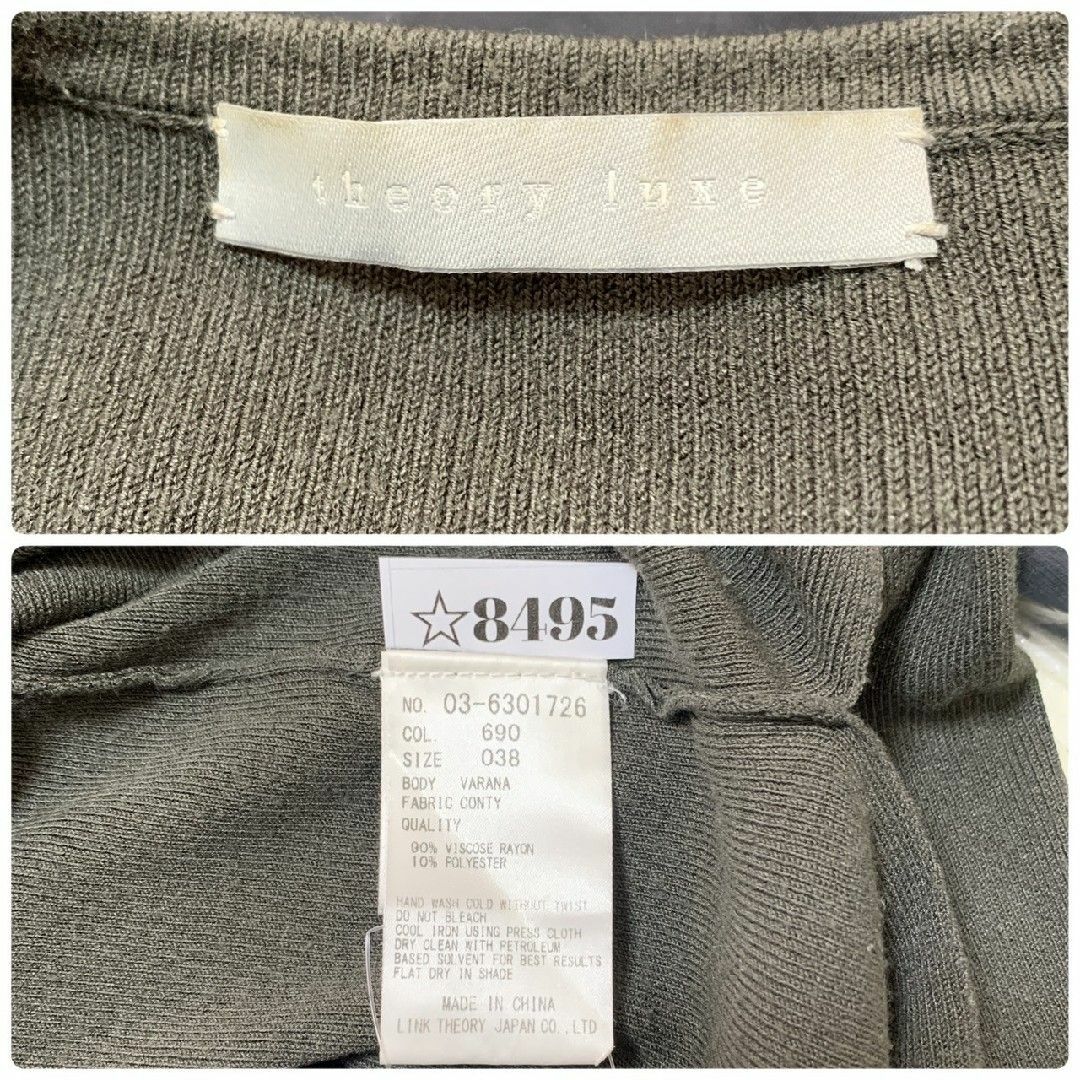 theory luxe
☆8495
NO. 03-6301726
COL. 690
SIZE 038
BODY VARANA
FABRIC CONTY
QUALITY
90% VISCOSE RAYON
10% POLYESTER
HAND WASH COLD WITHOUT TWIST
DO NOT BLEACH
COOL IRON USING PRESS CLOTH
DRY CLEAN WITH PETROLEUM
BASED SOLVENT FOR BEST RESULTS
FLAT DRY IN SHADE
MADE IN CHINA
LINK THEORY JAPAN CO.,LTD